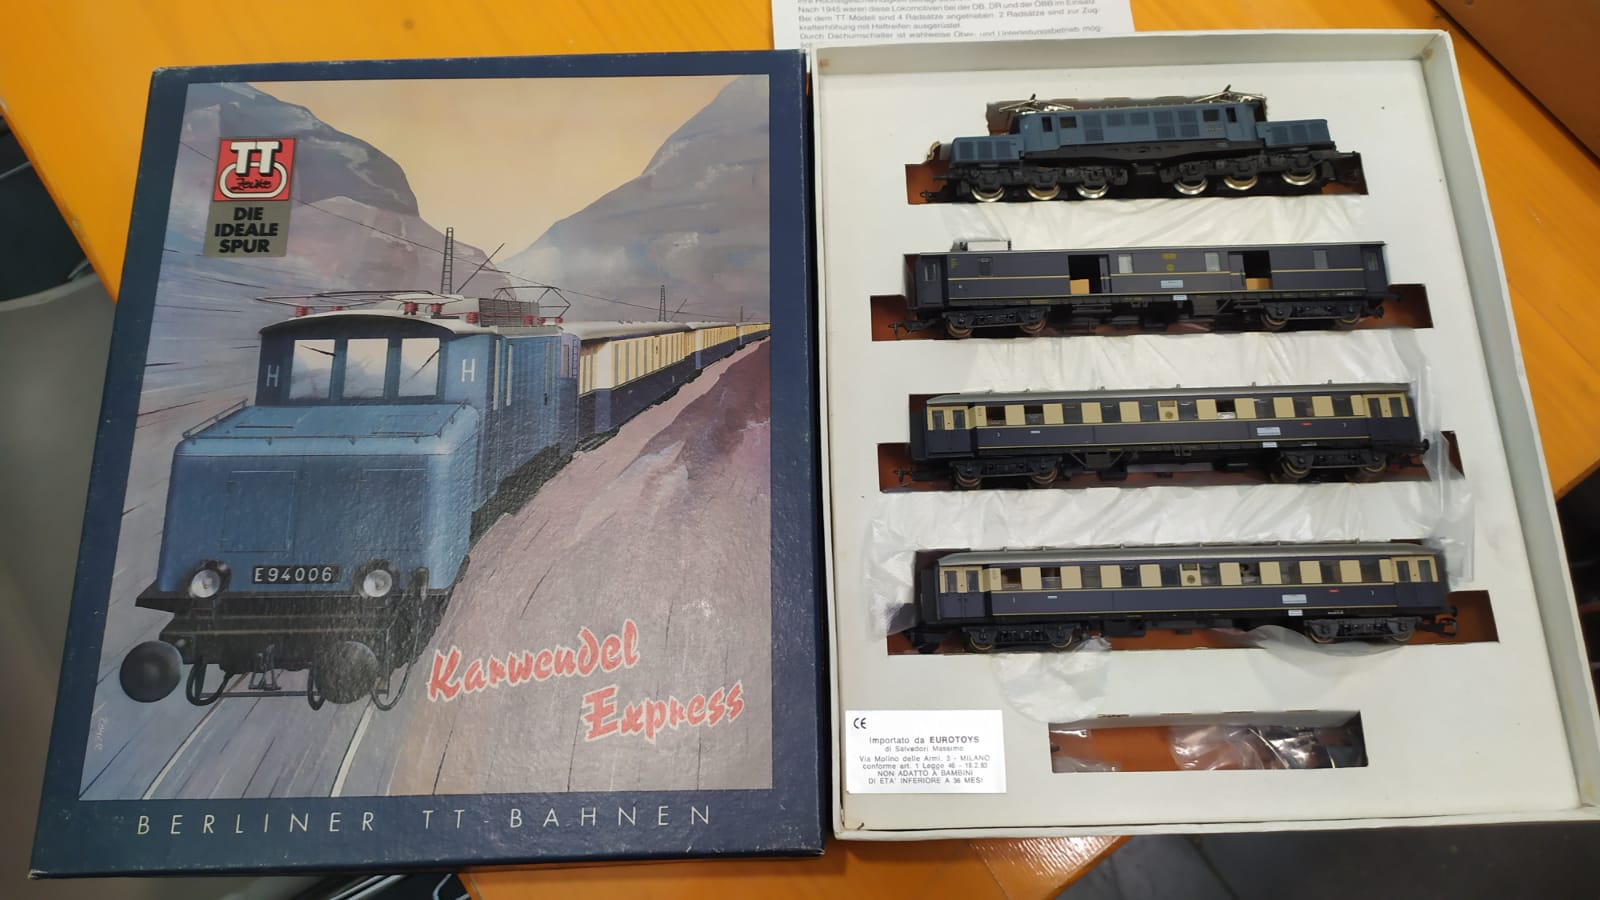 TT
Zeuke
DIE
IDEALE
SPUR
H
H
E94006
Karwendel
Express
BERLINER TT-BAHNEN
Nach 1945 waren diese Lokomotiven bei der DB, DR und der ÖBB im Einsatz
Bei dem TT Modell sind 4 Radsätze angetrieben. 2 Radsätze sind zur Zug-
krafterhöhung mit Haftreifen ausgerüstet.
Durch Dachumschalter ist wahlweise Ober- und Unterleitungsbetrieb mög-
CE
Importato da EUROTOYS
di Salvadori Massimo
Via Molino delle Armi, 3 - MILANO
conforme art. 1 Legge 46 - 18.2.83
NON ADATTO A BAMBINI
DI ETA' INFERIORE A 36 MESI